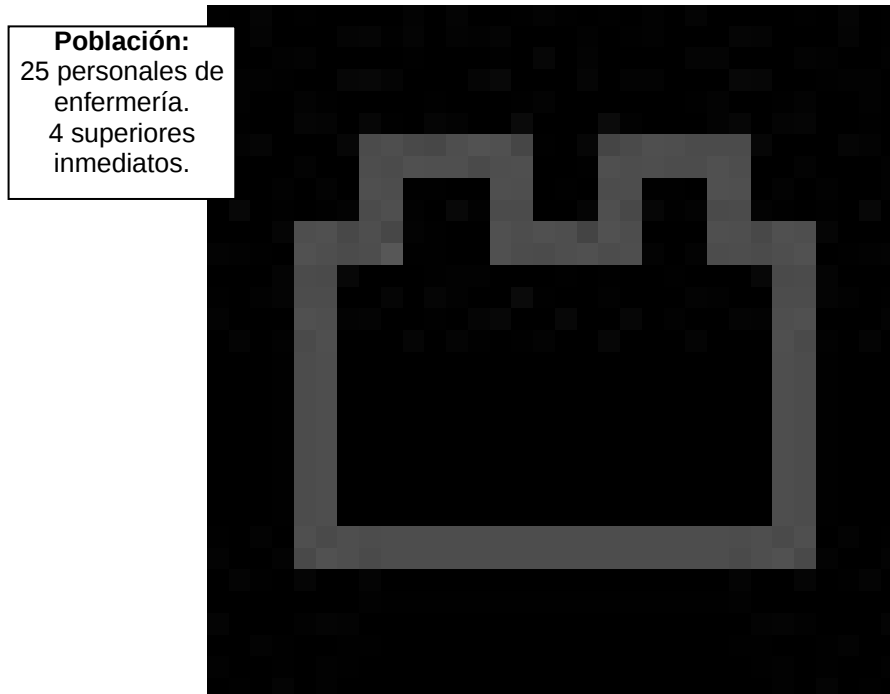 Población:
25 personales de
enfermería.
4 superiores
inmediatos.